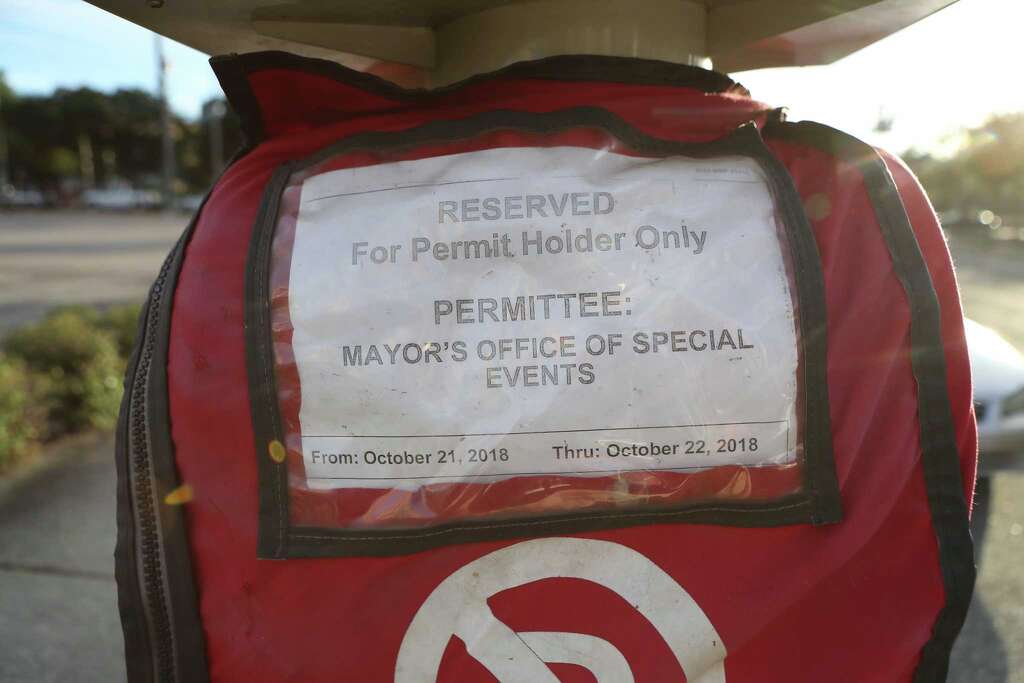 RESERVED
For Permit Holder Only
PERMITTEE:
MAYOR'S OFFICE OF SPECIAL
EVENTS
From: October 21, 2018 Thru: October 22, 2018